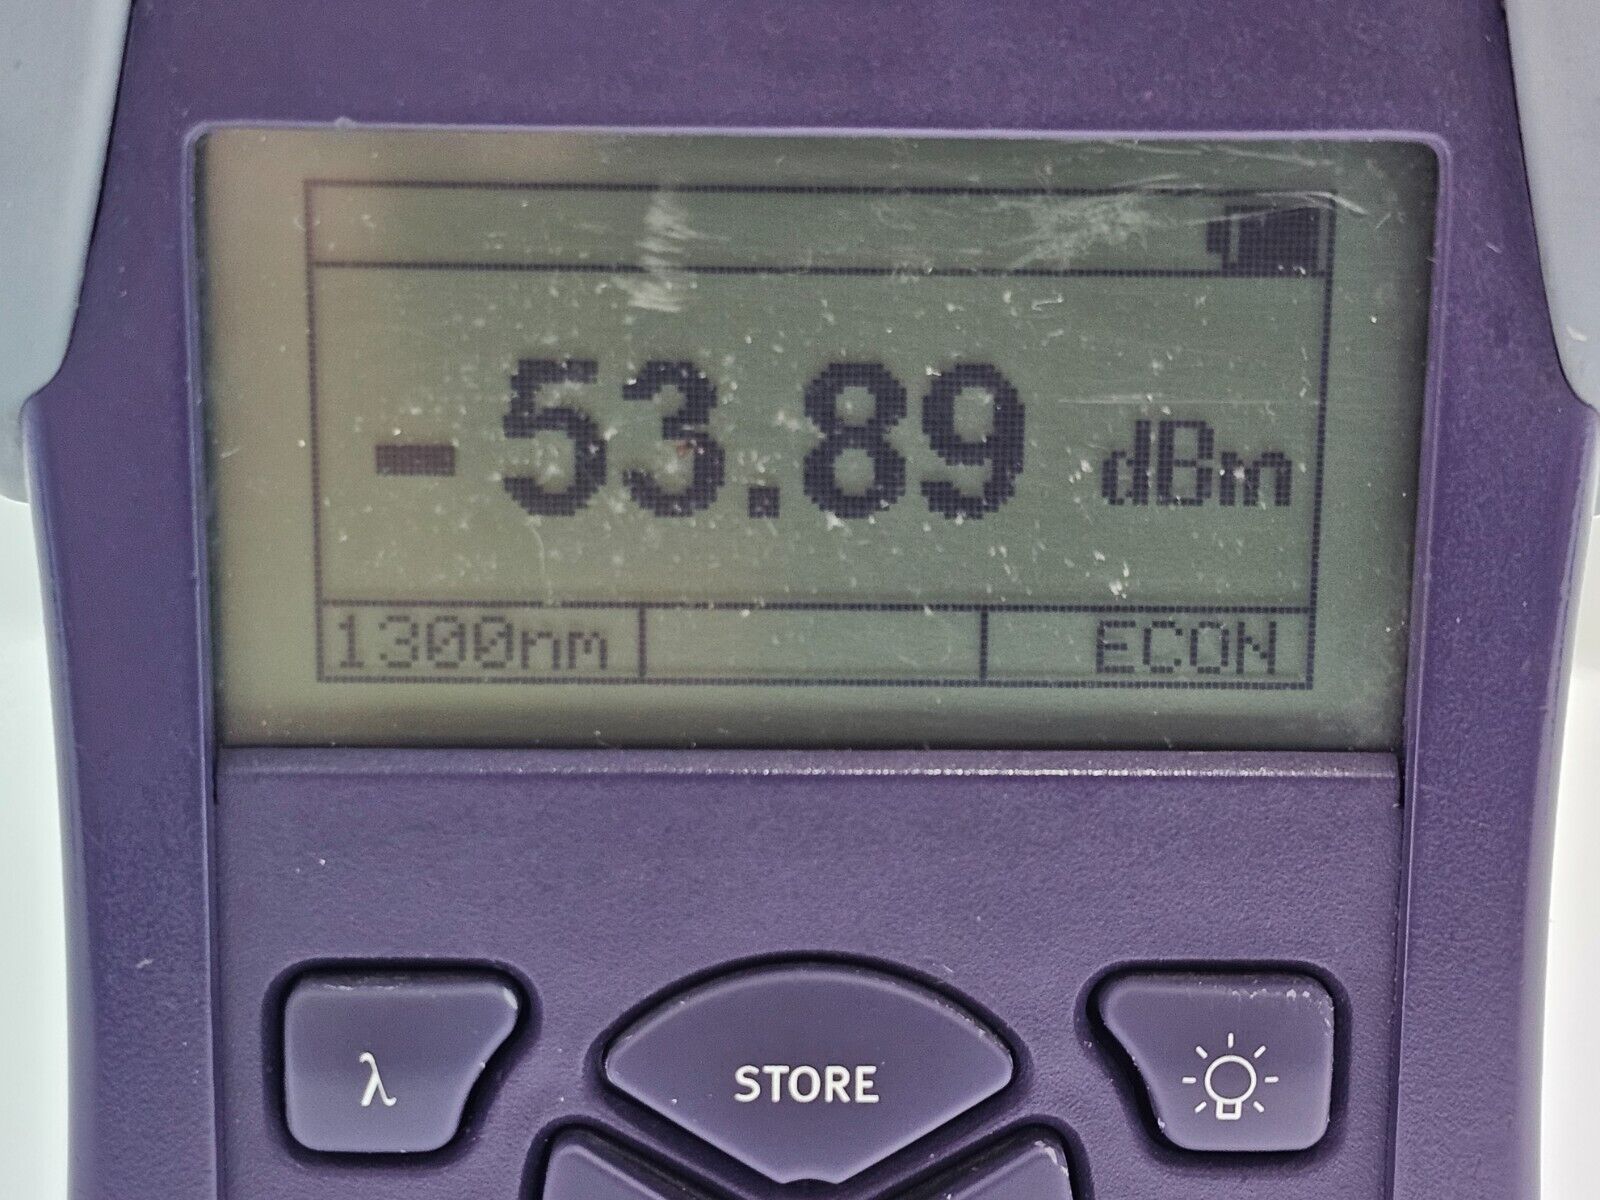 -53.89 dBm
1300nm ECON
λ STORE